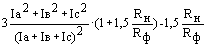 3 (Iа² + Iв² + Iс²) / (Iа + Iв + Iс)² · (1+1,5 Rн/Rф) -1,5 Rн/Rф